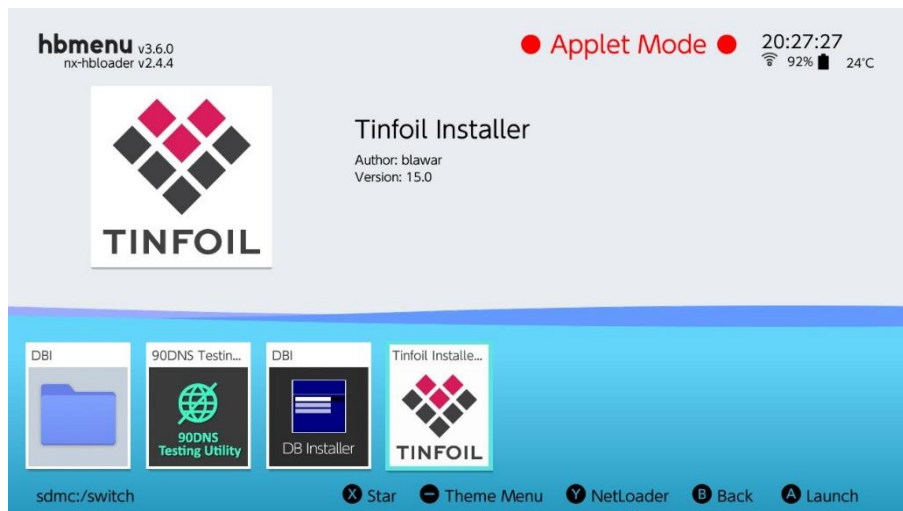 hbmenu v3.6.0
nx-hbloader v2.4.4
Applet Mode
20:27:27
92% 24°C
TINFOIL
Tinfoil Installer
Author: blawar
Version: 15.0
DBI
90DNS Testin...
90DNS
Testing Utility
DBI
DB Installer
Tinfoil Installe...
TINFOIL
sdmc:/switch
X Star
Theme Menu
Y NetLoader
B Back
A Launch